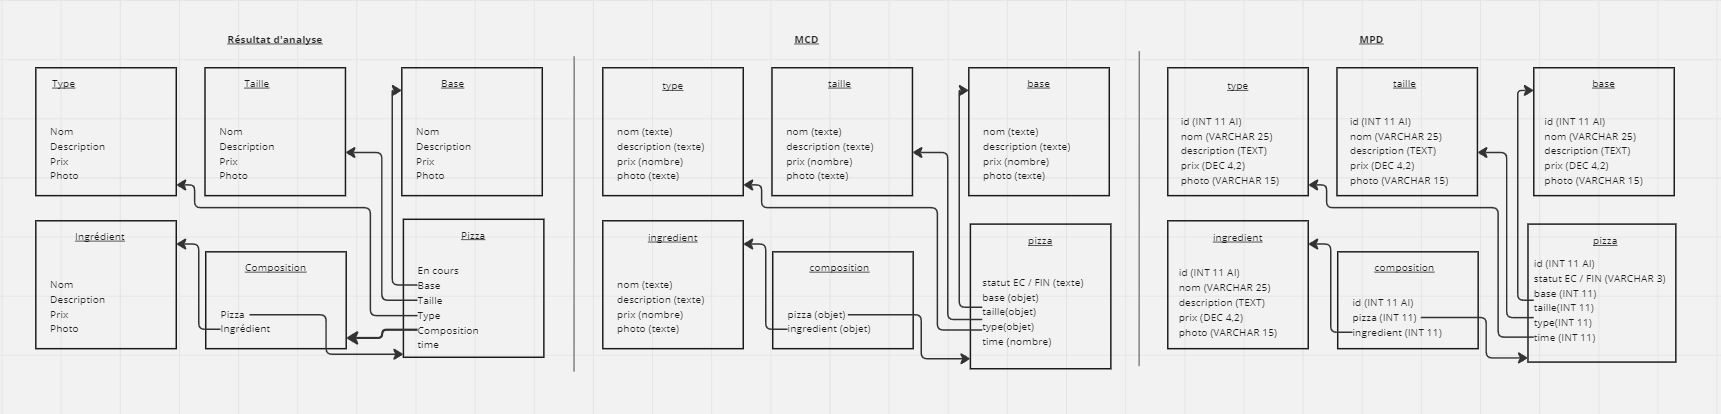 Résultat d'analyse
Type
Nom
Description
Prix
Photo
Taille
Nom
Description
Prix
Photo
Base
Nom
Description
Prix
Photo
Ingrédient
Nom
Description
Prix
Photo
Composition
Pizza
Ingrédient
Pizza
En cours
Base
Taille
Type
Composition
time
MCD
type
nom (texte)
description (texte)
prix (nombre)
photo (texte)
taille
nom (texte)
description (texte)
prix (nombre)
photo (texte)
base
nom (texte)
description (texte)
prix (nombre)
photo (texte)
ingredient
nom (texte)
description (texte)
prix (nombre)
photo (texte)
composition
pizza (objet)
ingredient (objet)
pizza
statut EC / FIN (texte)
base (objet)
taille(objet)
type(objet)
time (nombre)
MPD
type
id (INT 11 AI)
nom (VARCHAR 25)
description (TEXT)
prix (DEC 4,2)
photo (VARCHAR 15)
taille
id (INT 11 AI)
nom (VARCHAR 25)
description (TEXT)
prix (DEC 4,2)
photo (VARCHAR 15)
base
id (INT 11 AI)
nom (VARCHAR 25)
description (TEXT)
prix (DEC 4,2)
photo (VARCHAR 15)
ingredient
id (INT 11 AI)
nom (VARCHAR 25)
description (TEXT)
prix (DEC 4,2)
photo (VARCHAR 15)
composition
id (INT 11 AI)
pizza (INT 11)
ingredient (INT 11)
pizza
id (INT 11 AI)
statut EC / FIN (VARCHAR 3)
base (INT 11)
taille(INT 11)
type(INT 11)
time (INT 11)